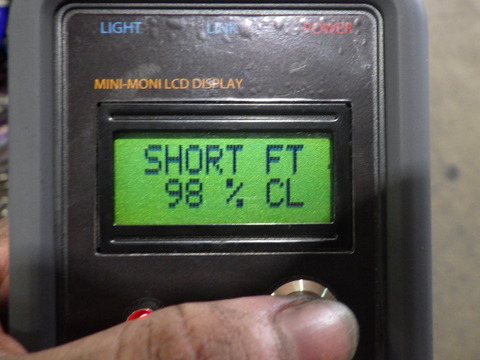 LIGHT LINK POWER
MINI-MONI LCD DISPLAY
SHORT FT
98 % CL